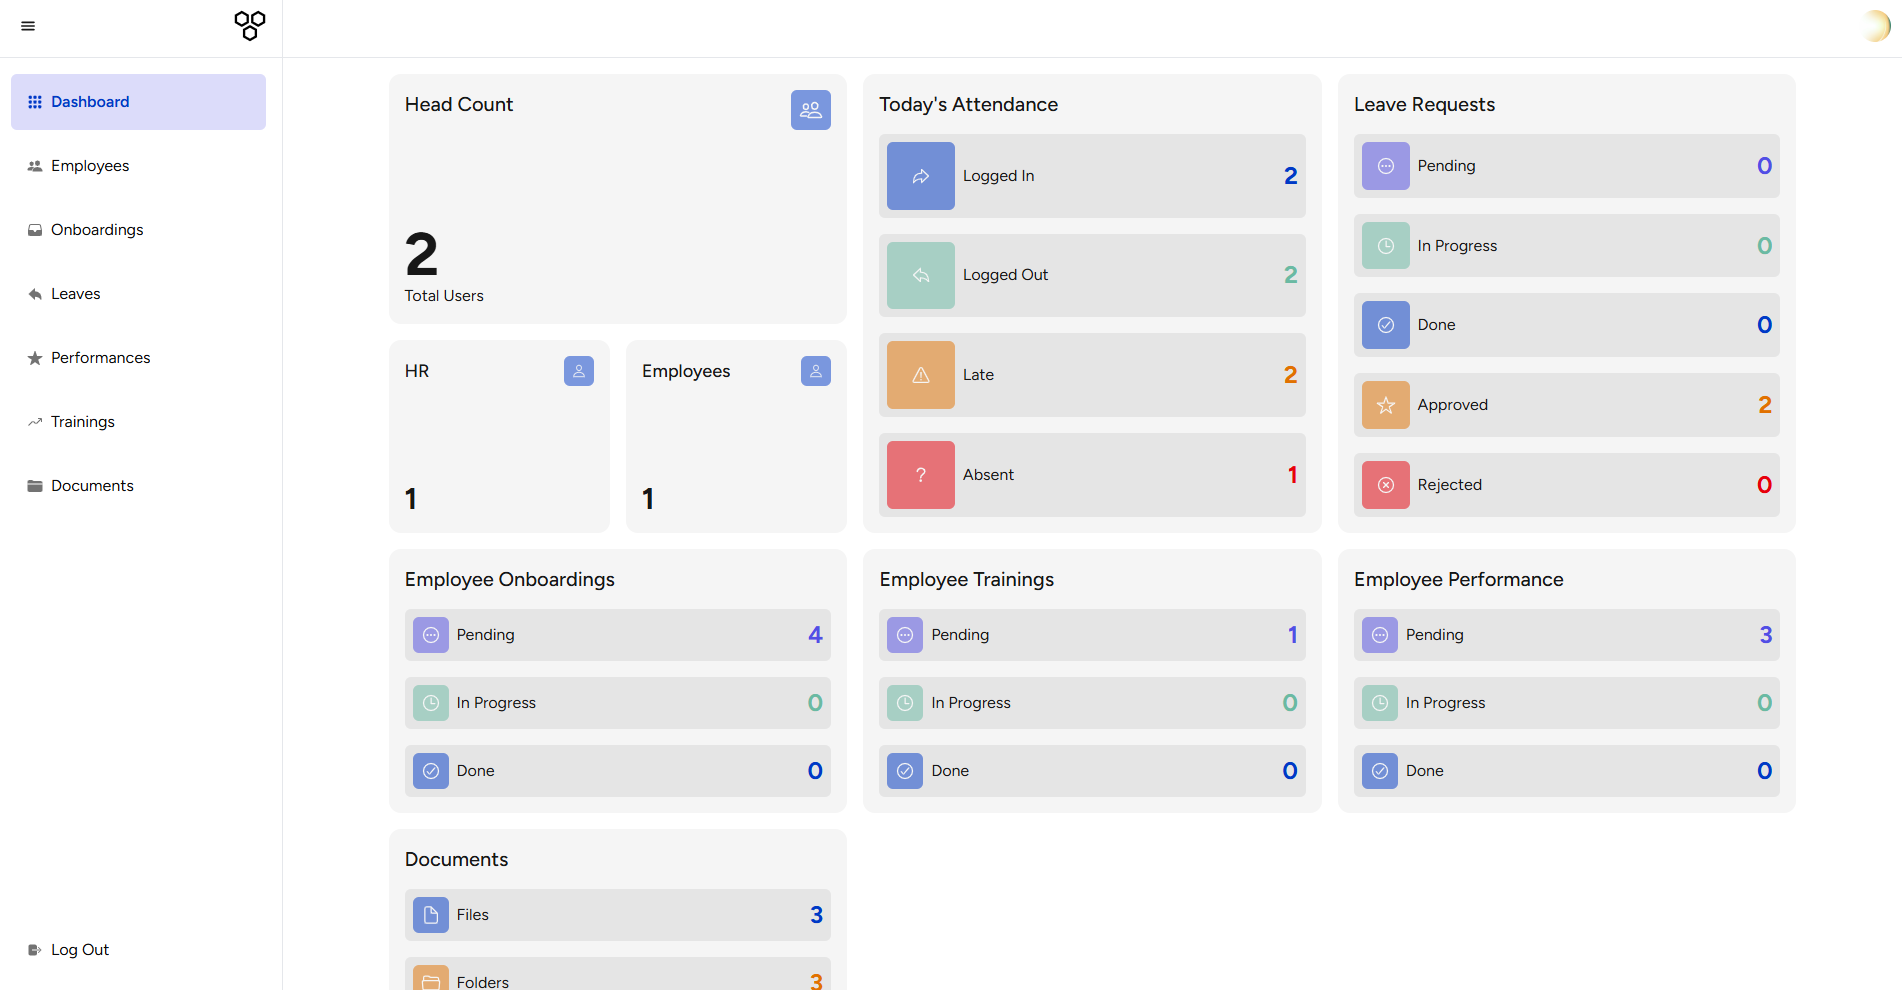 Dashboard
Employees
Onboardings
Leaves
Performances
Trainings
Documents
Log Out
Head Count
2
Total Users
HR
1
Employees
1
Today's Attendance
Logged In 2
Logged Out 2
Late 2
? Absent 1
Leave Requests
Pending 0
In Progress 0
Done 0
Approved 2
Rejected 0
Employee Onboardings
Pending 4
In Progress 0
Done 0
Employee Trainings
Pending 1
In Progress 0
Done 0
Employee Performance
Pending 3
In Progress 0
Done 0
Documents
Files 3
Folders 3